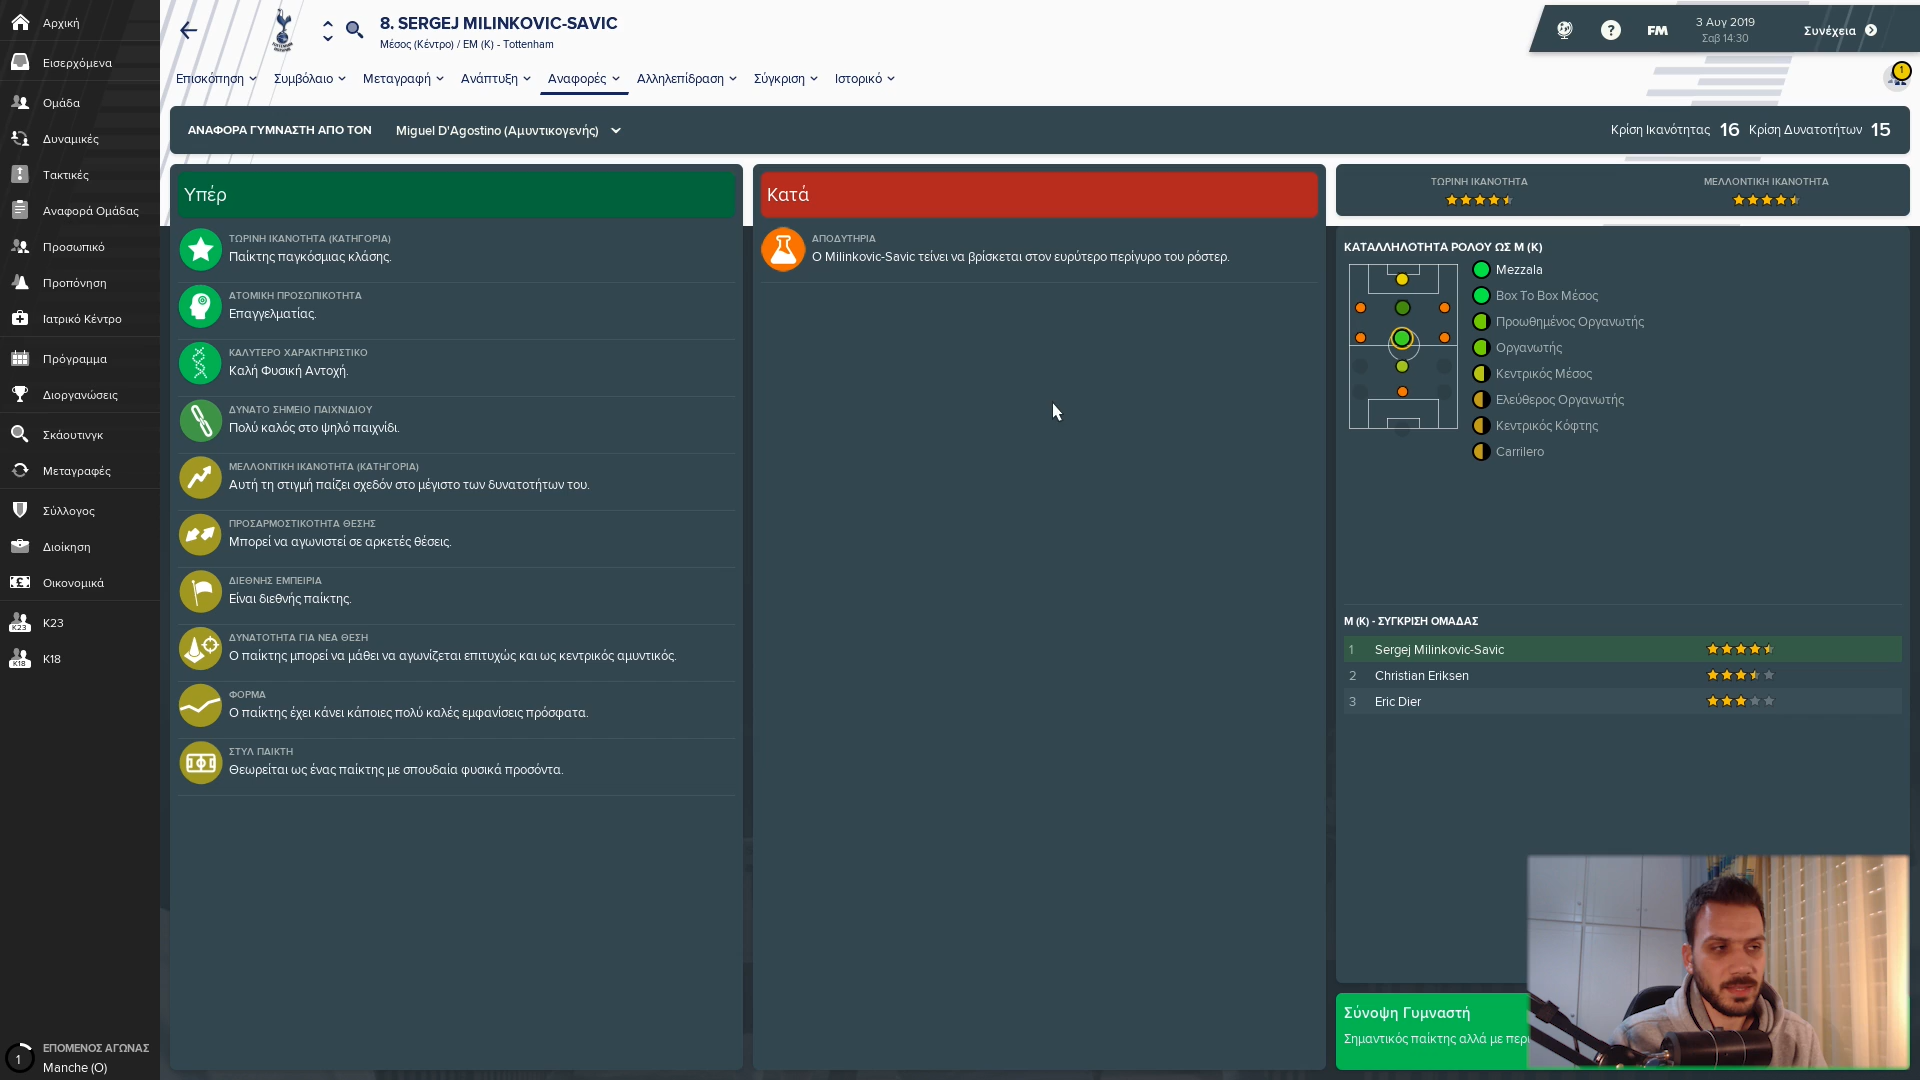 Αρχική
Εισερχόμενα
Ομάδα
Δυναμικές
Τακτικές
Αναφορά Ομάδας
Προσωπικό
Προπόνηση
Ιατρικό Κέντρο
Πρόγραμμα
Διοργανώσεις
Σκάουτινγκ
Μεταγραφές
Σύλλογος
Διοίκηση
Οικονομικά
K23
K23
K18
K18
1
ΕΠΟΜΕΝΟΣ ΑΓΩΝΑΣ
Manche (Ο)
8. SERGEJ MILINKOVIC-SAVIC
Μέσος (Κέντρο) / ΕΜ (Κ) - Tottenham
?
FM
3 Αυγ 2019
Σαβ 14:30
Συνέχεια
1
Επισκόπηση
Συμβόλαιο
Μεταγραφή
Ανάπτυξη
Αναφορές
Αλληλεπίδραση
Σύγκριση
Ιστορικό
ΑΝΑΦΟΡΑ ΓΥΜΝΑΣΤΗ ΑΠΟ ΤΟΝ
Miguel D'Agostino (Αμυντικογενής)
Κρίση Ικανότητας 16 Κρίση Δυνατοτήτων 15
Υπέρ
ΤΩΡΙΝΗ ΙΚΑΝΟΤΗΤΑ (ΚΑΤΗΓΟΡΙΑ)
Παίκτης παγκόσμιας κλάσης.
ΑΤΟΜΙΚΗ ΠΡΟΣΩΠΙΚΟΤΗΤΑ
Επαγγελματίας.
ΚΑΛΥΤΕΡΟ ΧΑΡΑΚΤΗΡΙΣΤΙΚΟ
Καλή Φυσική Αντοχή.
ΔΥΝΑΤΟ ΣΗΜΕΙΟ ΠΑΙΧΝΙΔΙΟΥ
Πολύ καλός στο ψηλό παιχνίδι.
ΜΕΛΛΟΝΤΙΚΗ ΙΚΑΝΟΤΗΤΑ (ΚΑΤΗΓΟΡΙΑ)
Αυτή τη στιγμή παίζει σχεδόν στο μέγιστο των δυνατοτήτων του.
ΠΡΟΣΑΡΜΟΣΤΙΚΟΤΗΤΑ ΘΕΣΗΣ
Μπορεί να αγωνιστεί σε αρκετές θέσεις.
ΔΙΕΘΝΗΣ ΕΜΠΕΙΡΙΑ
Είναι διεθνής παίκτης.
ΔΥΝΑΤΟΤΗΤΑ ΓΙΑ ΝΕΑ ΘΕΣΗ
Ο παίκτης μπορεί να μάθει να αγωνίζεται επιτυχώς και ως κεντρικός αμυντικός.
ΦΟΡΜΑ
Ο παίκτης έχει κάνει κάποιες πολύ καλές εμφανίσεις πρόσφατα.
ΣΤΥΛ ΠΑΙΚΤΗ
Θεωρείται ως ένας παίκτης με σπουδαία φυσικά προσόντα.
Κατά
ΑΠΟΔΥΤΗΡΙΑ
Ο Milinkovic-Savic τείνει να βρίσκεται στον ευρύτερο περίγυρο του ρόστερ.
ΤΩΡΙΝΗ ΙΚΑΝΟΤΗΤΑ
ΜΕΛΛΟΝΤΙΚΗ ΙΚΑΝΟΤΗΤΑ
ΚΑΤΑΛΛΗΛΟΤΗΤΑ ΡΟΛΟΥ ΩΣ Μ (Κ)
Mezzala
Box To Box Μέσος
Προωθημένος Οργανωτής
Οργανωτής
Κεντρικός Μέσος
Ελεύθερος Οργανωτής
Κεντρικός Κόφτης
Carrilero
Μ (Κ) - ΣΥΓΚΡΙΣΗ ΟΜΑΔΑΣ
1 Sergej Milinkovic-Savic
2 Christian Eriksen
3 Eric Dier
Σύνοψη Γυμναστή
Σημαντικός παίκτης αλλά με περι